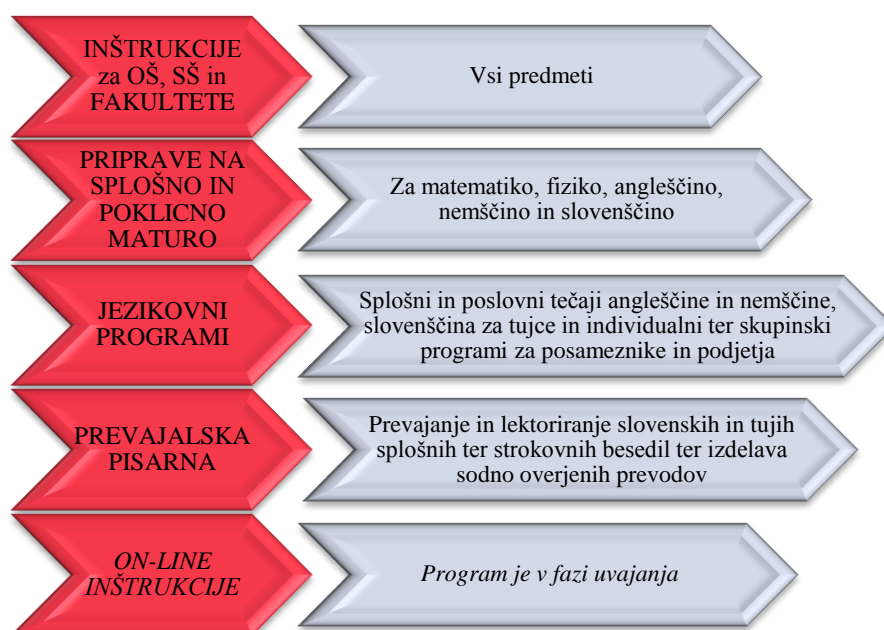 INŠTRUKCIJE
za OŠ, SŠ in
FAKULTETE
Vsi predmeti
PRIPRAVE NA
SPLOŠNO IN
POKLICNO
MATURO
Za matematiko, fiziko, angleščino,
nemščino in slovenščino
JEZIKOVNI
PROGRAMI
Splošni in poslovni tečaji angleščine in nemščine,
slovenščina za tujce in individualni ter skupinski
programi za posameznike in podjetja
PREVAJALSKA
PISARNA
Prevajanje in lektoriranje slovenskih in tujih
splošnih ter strokovnih besedil ter izdelava
sodno overjenih prevodov
ON-LINE
INŠTRUKCIJE
Program je v fazi uvajanja